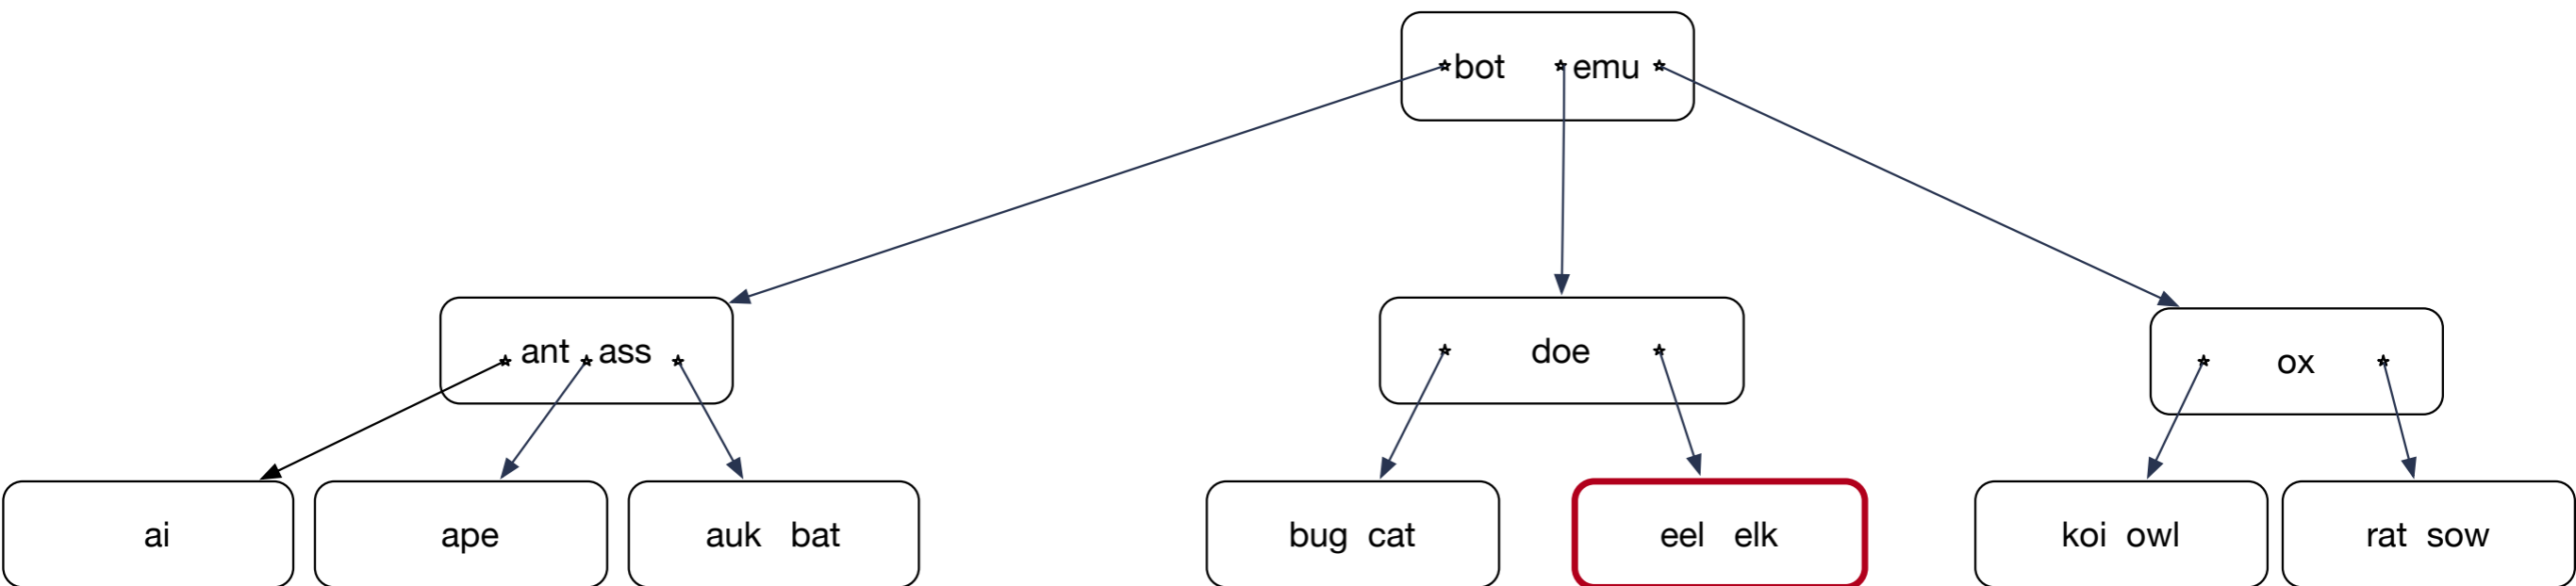 bot emu
ant ass
doe
ox
ai
ape
auk bat
bug cat
eel elk
koi owl
rat sow